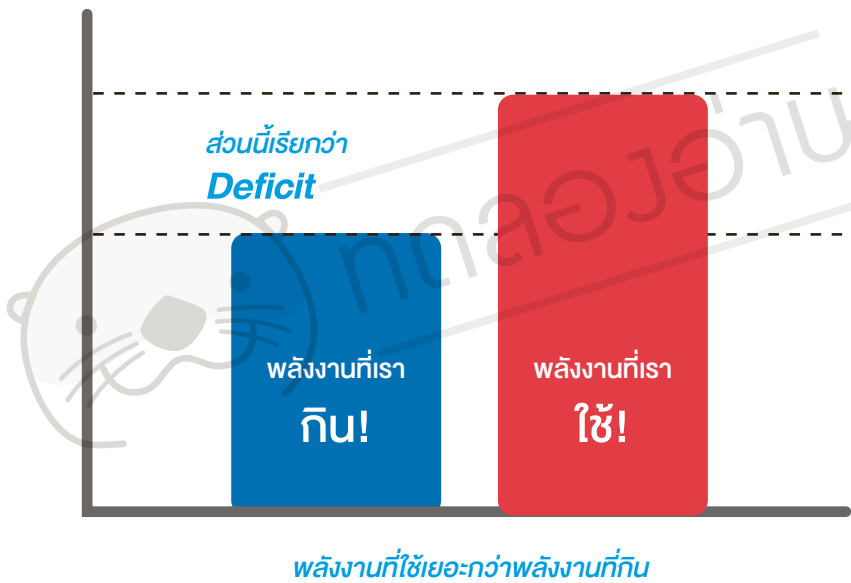 ส่วนนี้เรียกว่า
Deficit
ทดลองอ่าน
พลังงานที่เรา
กิน!
พลังงานที่เรา
ใช้!
พลังงานที่ใช้เยอะกว่าพลังงานที่กิน